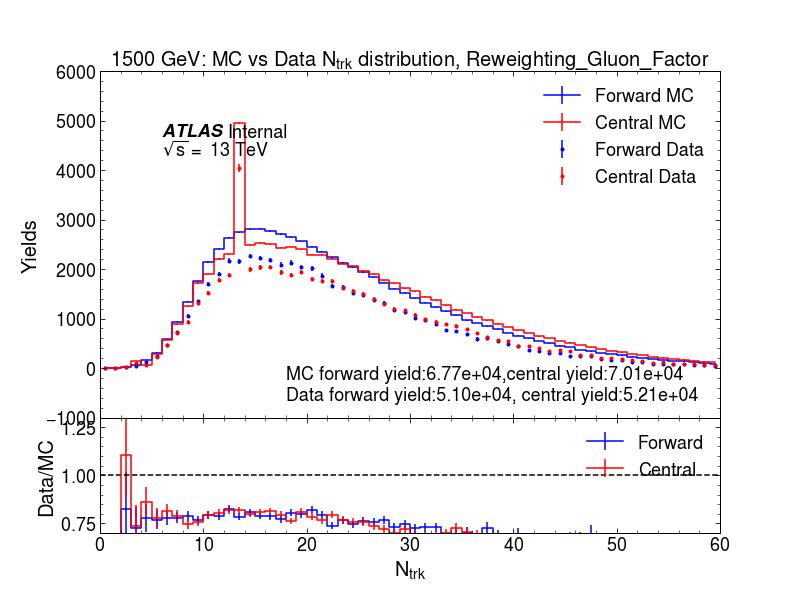 1500 GeV: MC vs Data Ntrk distribution, Reweighting_Gluon_Factor
6000
5000
4000
3000
2000
1000
0
−1000
Yields
ATLAS Internal
√s = 13 TeV
Forward MC
Central MC
Forward Data
Central Data
MC forward yield:6.77e+04,central yield:7.01e+04
Data forward yield:5.10e+04, central yield:5.21e+04
1.25
1.00
0.75
Data/MC
Forward
Central
0 10 20 30 40 50 60
Ntrk